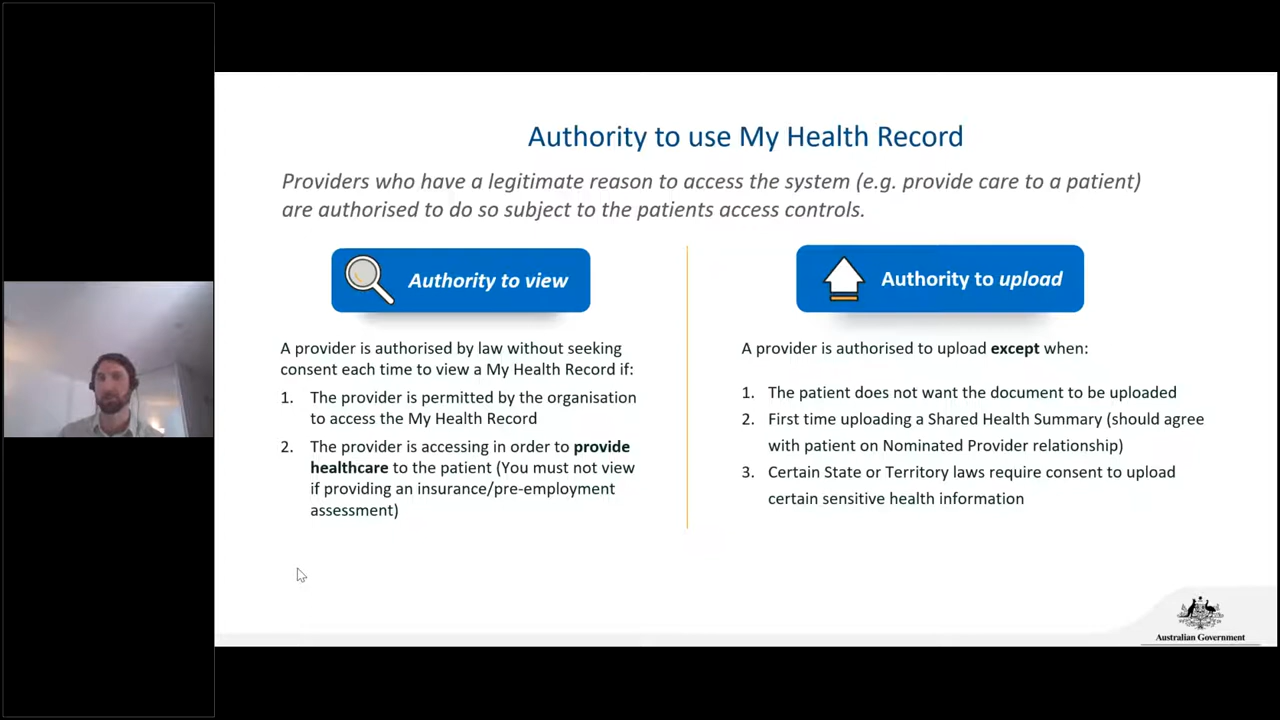 Authority to use My Health Record
Providers who have a legitimate reason to access the system (e.g. provide care to a patient)
are authorised to do so subject to the patients access controls.
Authority to view
A provider is authorised by law without seeking
consent each time to view a My Health Record if:
1. The provider is permitted by the organisation
to access the My Health Record
2. The provider is accessing in order to provide
healthcare to the patient (You must not view
if providing an insurance/pre-employment
assessment)
Authority to upload
A provider is authorised to upload except when:
1. The patient does not want the document to be uploaded
2. First time uploading a Shared Health Summary (should agree
with patient on Nominated Provider relationship)
3. Certain State or Territory laws require consent to upload
certain sensitive health information
Australian Government